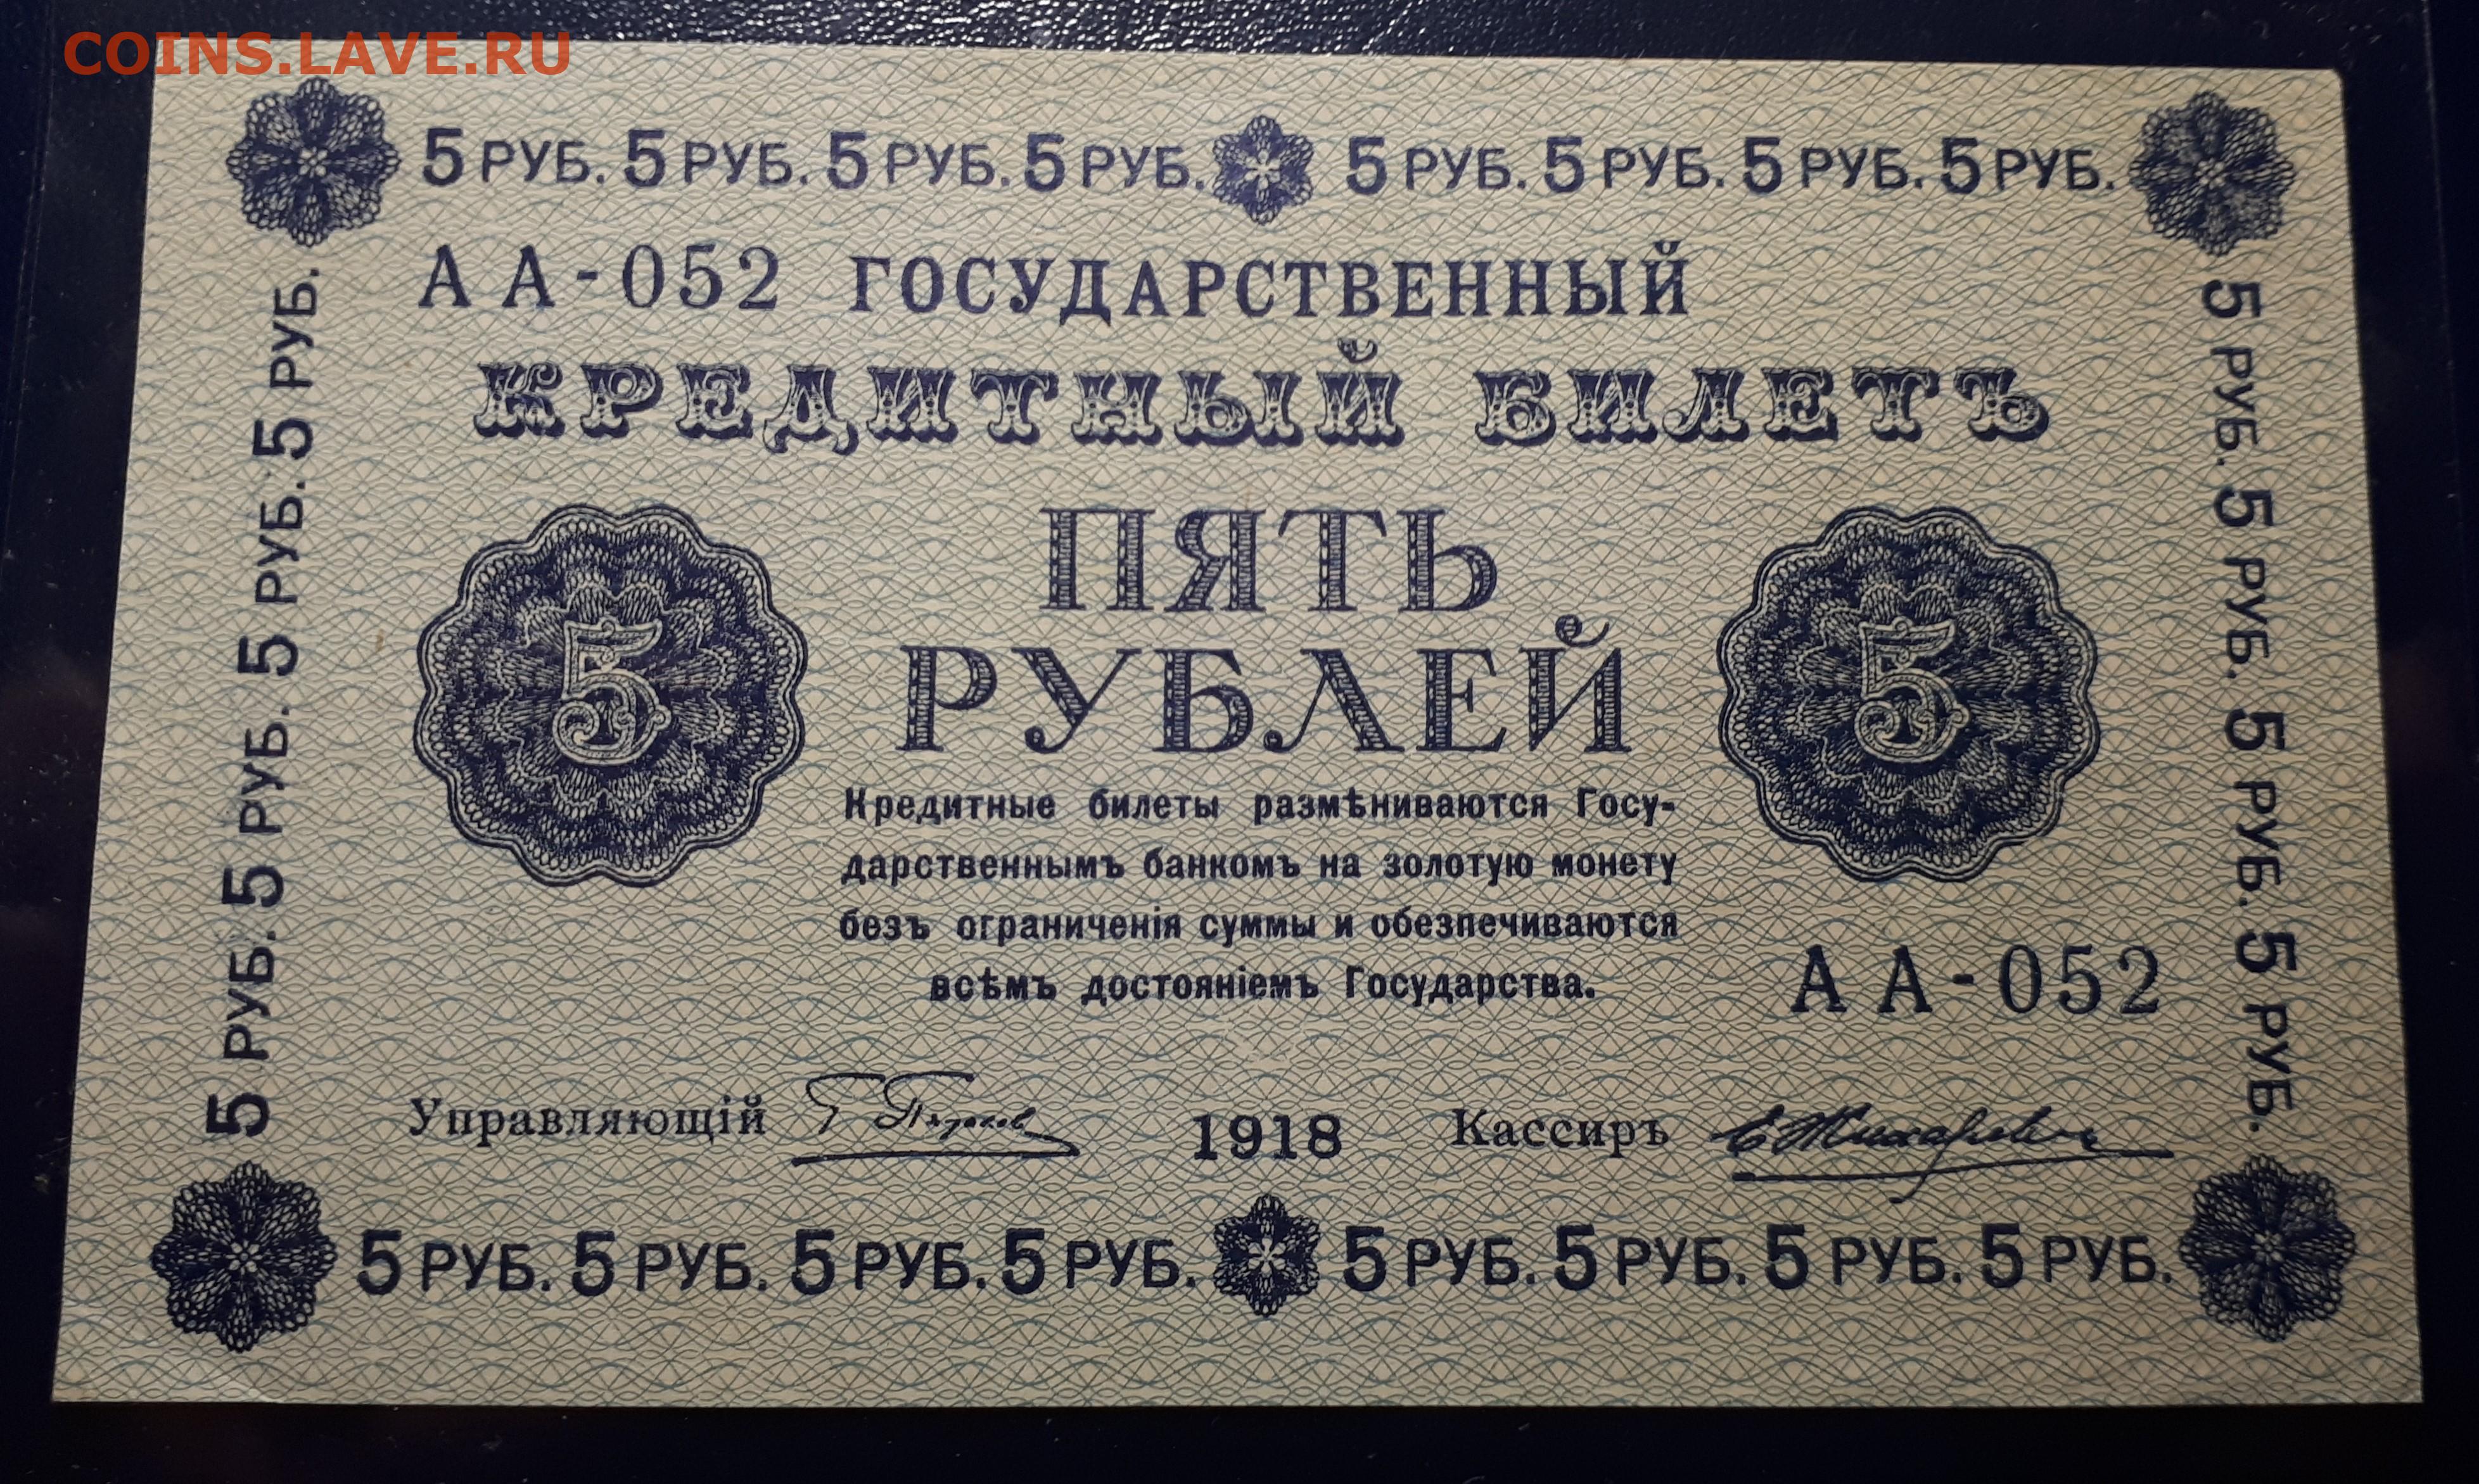 COINS.LAVE.RU
5 РУБ. 5 РУБ. 5 РУБ. 5 РУБ. 5 РУБ. 5 РУБ. 5 РУБ. 5 РУБ.
АА-052 ГОСУДАРСТВЕННЫЙ
КРЕДИТНЫЙ БИЛЕТЪ
5 РУБ. 5 РУБ. 5 РУБ. 5 РУБ.
5
ПЯТЬ
РУБЛЕЙ
5
5 РУБ. 5 РУБ. 5 РУБ. 5 РУБ.
Кредитные билеты размѣниваются Госу-
дарственнымъ банкомъ на золотую монету
безъ ограниченія суммы и обезпечиваются
всѣмъ достояніемъ Государства.
АА-052
Управляющій
1918 Кассиръ
5 РУБ. 5 РУБ. 5 РУБ. 5 РУБ. 5 РУБ. 5 РУБ. 5 РУБ. 5 РУБ.